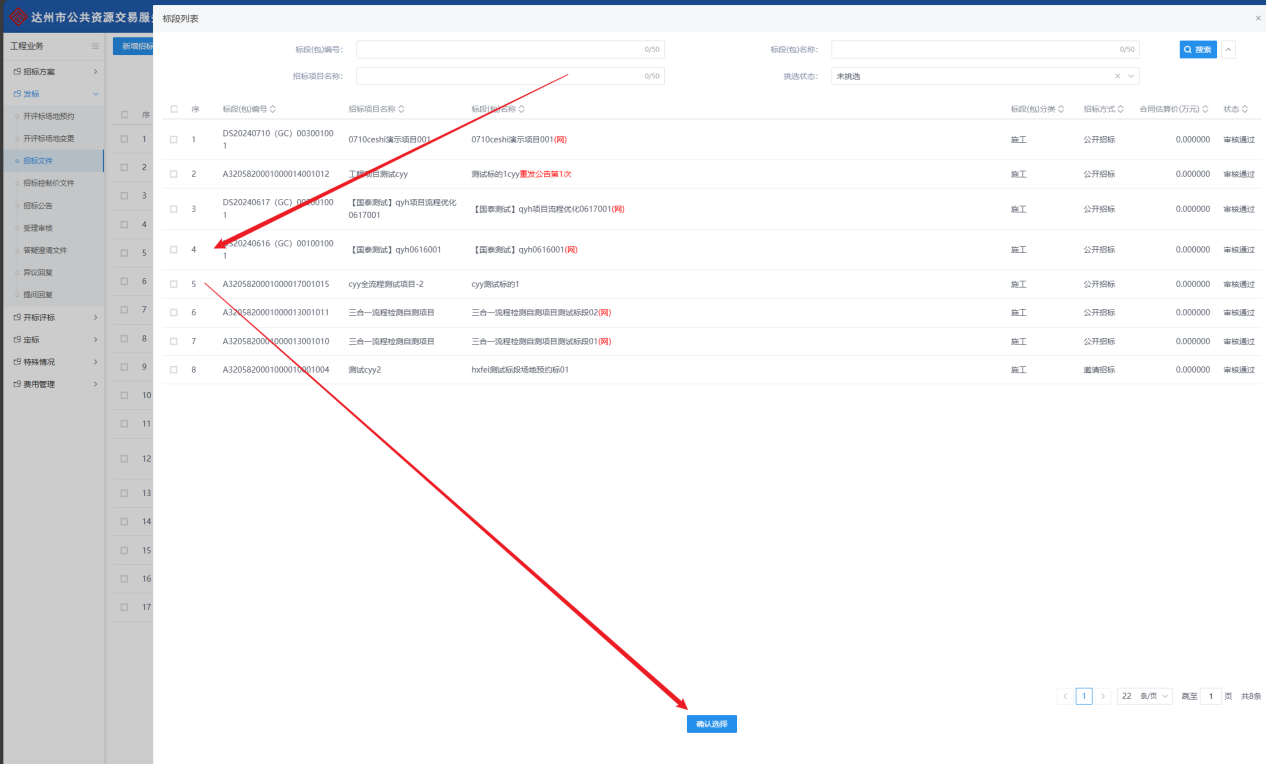 达州市公共资源交易服
标段列表
×
工程业务
新增招标
招标方案
发标
开评标场地预约
开评标场地变更
招标文件
招标控制价文件
招标公告
受理审核
答疑澄清文件
异议回复
提问回复
开标评标
定标
特殊情况
费用管理
序
1
2
3
4
5
6
7
8
9
10
11
12
13
14
15
16
17
标段(包)编号: 0/50 标段(包)名称: 0/50 搜索
招标项目名称: 0/50 挑选状态: 未挑选
序 标段(包)编号 招标项目名称 标段(包)名称 标段(包)分类 招标方式 合同估算价(万元) 状态
1 DS20240710（GC）00300100 0710ceshi演示项目001 0710ceshi演示项目001(网) 施工 公开招标 0.000000 审核通过
1
2 A3205820001000014001012 工程项目测试cyy 测试标的1cyy重发公告第1次 施工 公开招标 0.000000 审核通过
3 DS20240617（GC）00100100 【国泰测试】qyh项目流程优化 【国泰测试】qyh项目流程优化0617001(网) 施工 公开招标 0.000000 审核通过
1 0617001
4 DS20240616（GC）00100100 【国泰测试】qyh0616001 【国泰测试】qyh0616001(网) 施工 公开招标 0.000000 审核通过
1
5 A3205820001000017001015 cyy全流程测试项目-2 cyy测试标的1 施工 公开招标 0.000000 审核通过
6 A3205820001000013001011 三合一流程检测自测项目 三合一流程检测自测项目测试标段02(网) 施工 公开招标 0.000000 审核通过
7 A3205820001000013001010 三合一流程检测自测项目 三合一流程检测自测项目测试标段01(网) 施工 公开招标 0.000000 审核通过
8 A3205820001000010001004 测试cyy2 hxfei测试标段场地预约标01 施工 邀请招标 0.000000 审核通过
1 22 条/页 跳至 1 页 共8条
确认选择